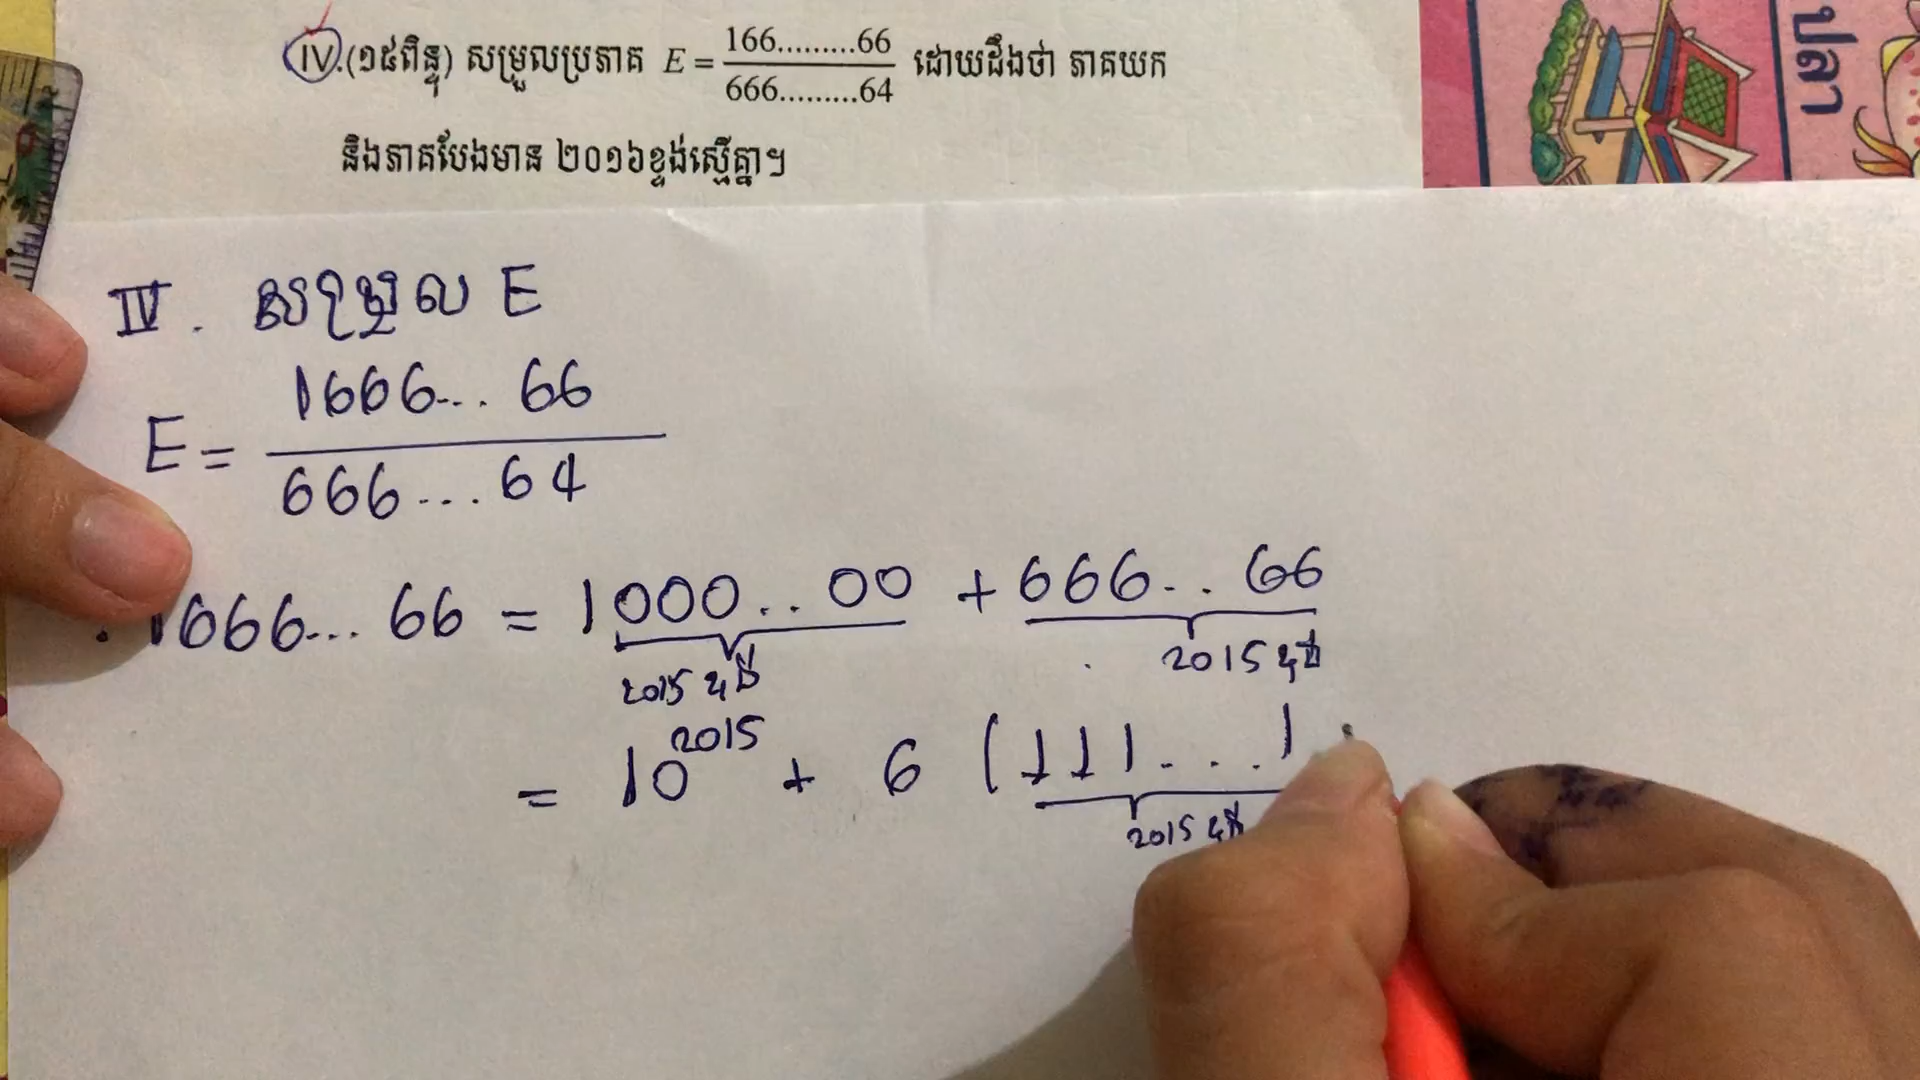 IV.(១៥ពិន្ទុ) សម្រួលប្រភាគ E = 166.........66 / 666.........64 ដោយដឹងថា ភាគយក
និងភាគបែងមាន ២០១៦ខ្ទង់ស្មើគ្នា។
ปลา
IV. សម្រួល E
E = 1666... 66 / 666...64
1666... 66 = 1000...00 + 666...66
2015 2015
= 10^2015 + 6 (111...1
2015